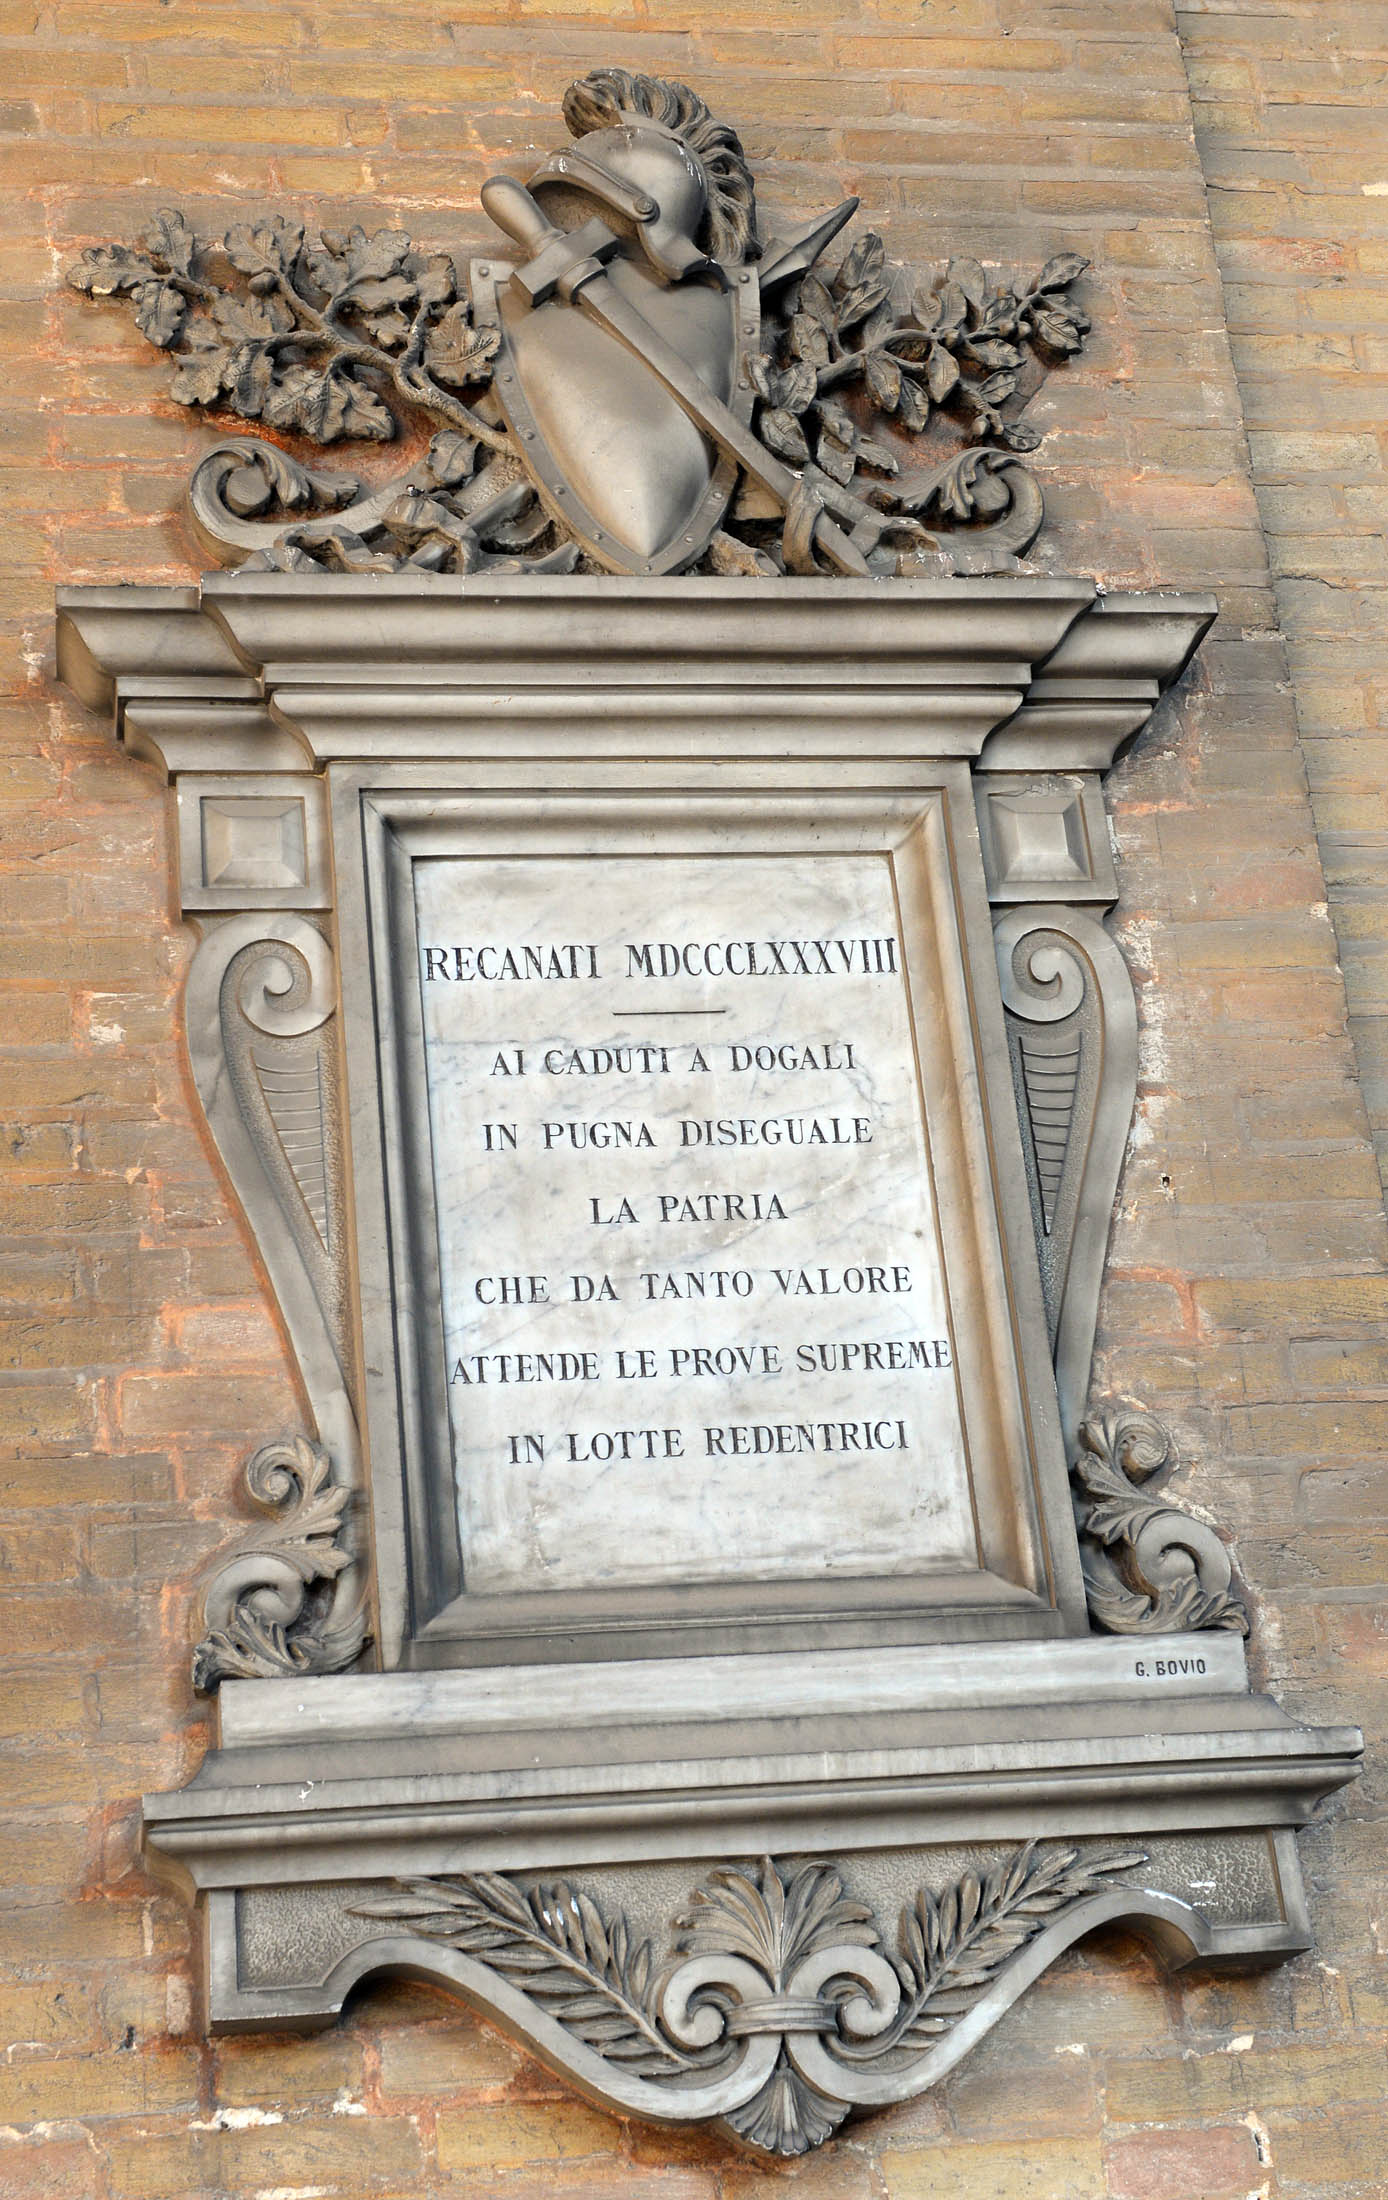 RECANATI MDCCCLXXXVIII
AI CADUTI A DOGALI
IN PUGNA DISEGUALE
LA PATRIA
CHE DA TANTO VALORE
ATTENDE LE PROVE SUPREME
IN LOTTE REDENTRICI
G. BOVIO